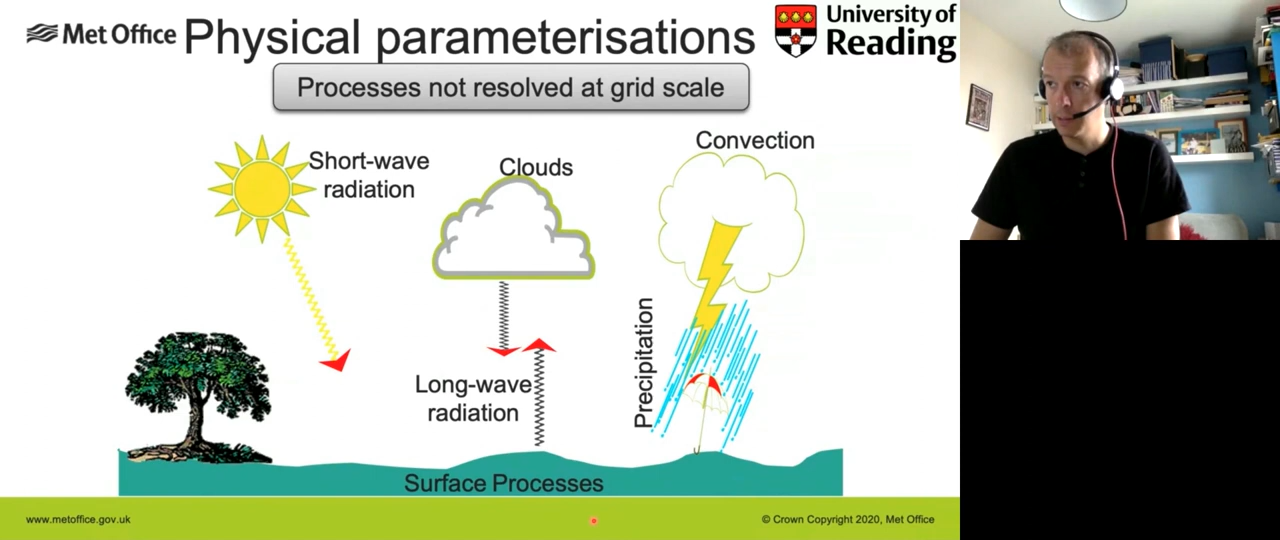 Met Office
Physical parameterisations
University of
Reading
Processes not resolved at grid scale
Short-wave
radiation
Clouds
Convection
Precipitation
Long-wave
radiation
Surface Processes
www.metoffice.gov.uk
© Crown Copyright 2020, Met Office